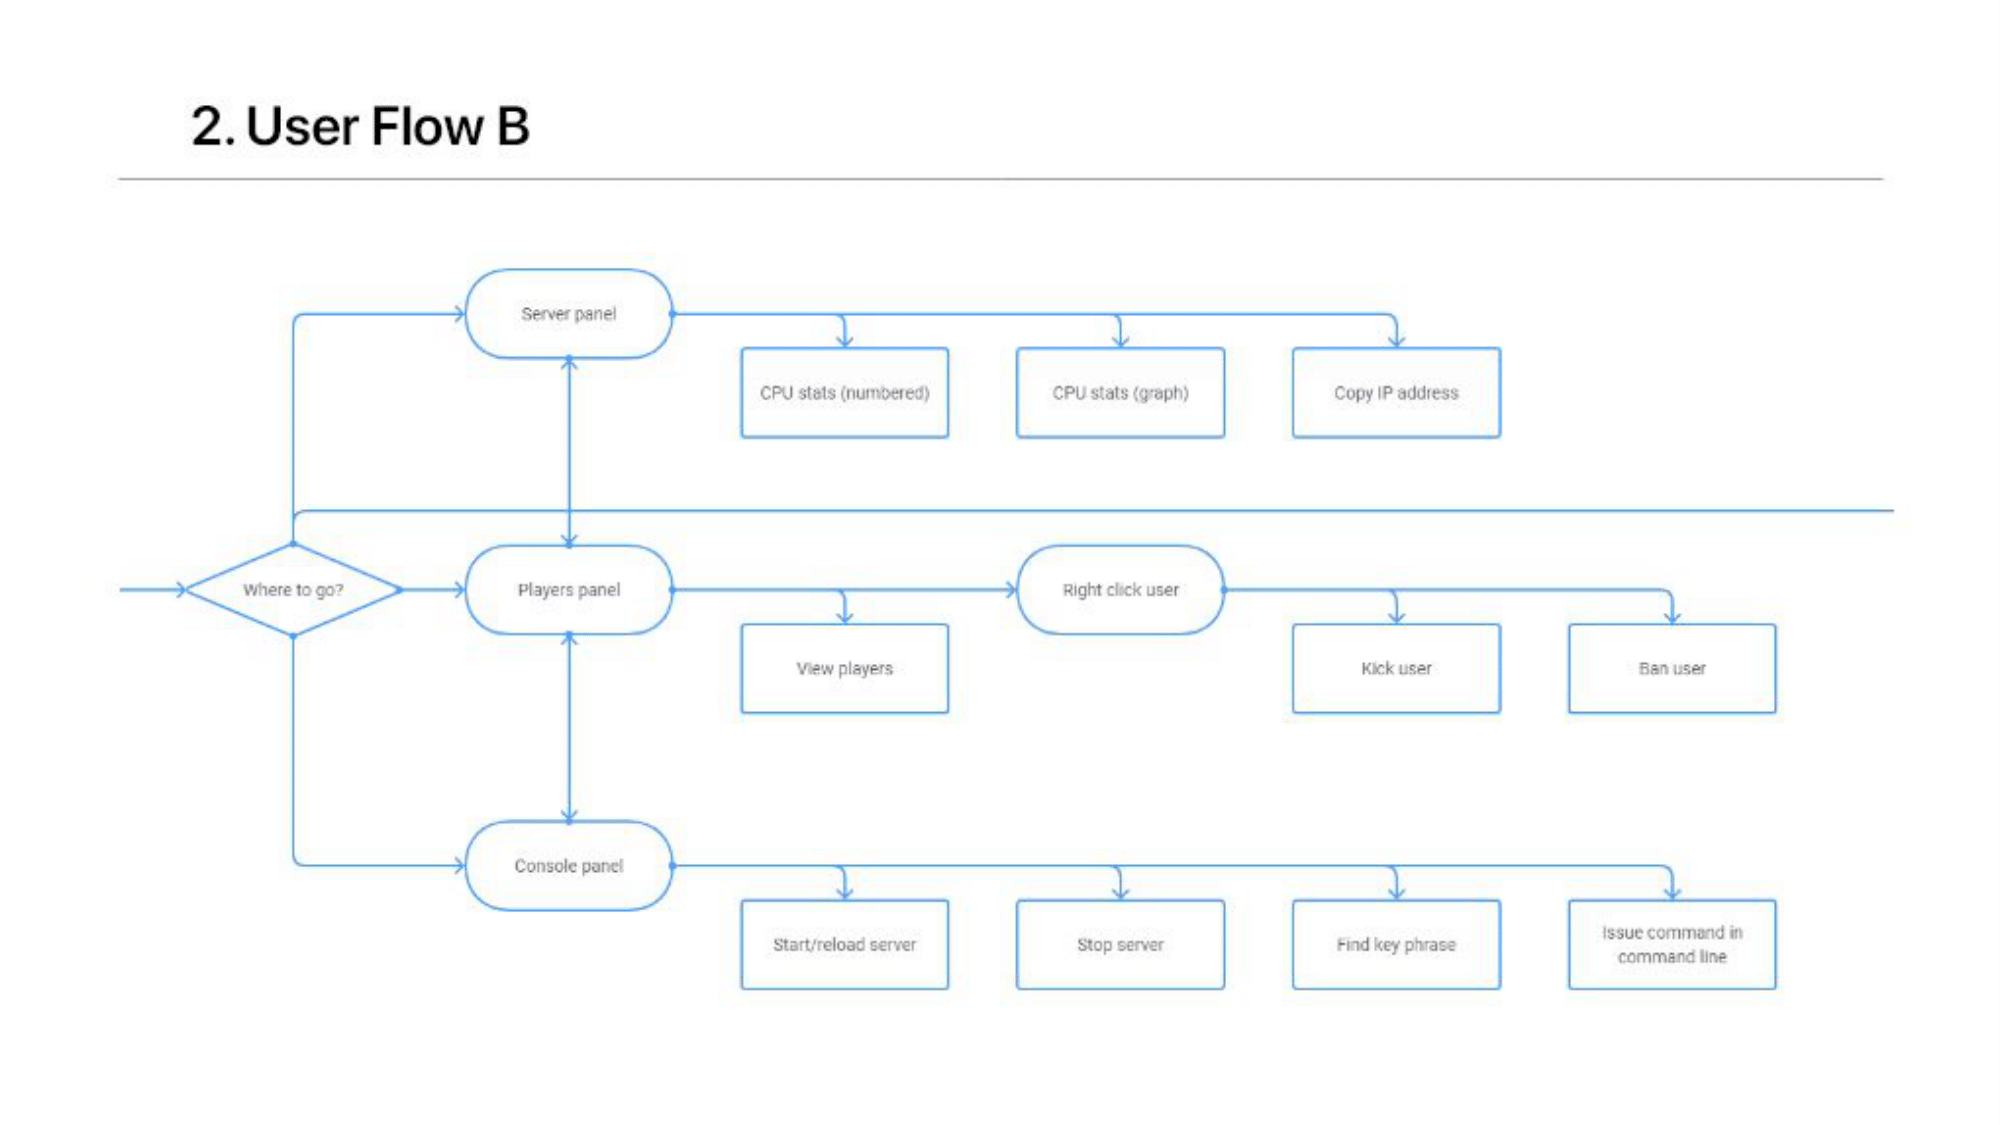 2. User Flow B
Server panel
CPU stats (numbered)
CPU stats (graph)
Copy IP address
Where to go?
Players panel
Right click user
View players
Kick user
Ban user
Console panel
Start/reload server
Stop server
Find key phrase
Issue command in
command line